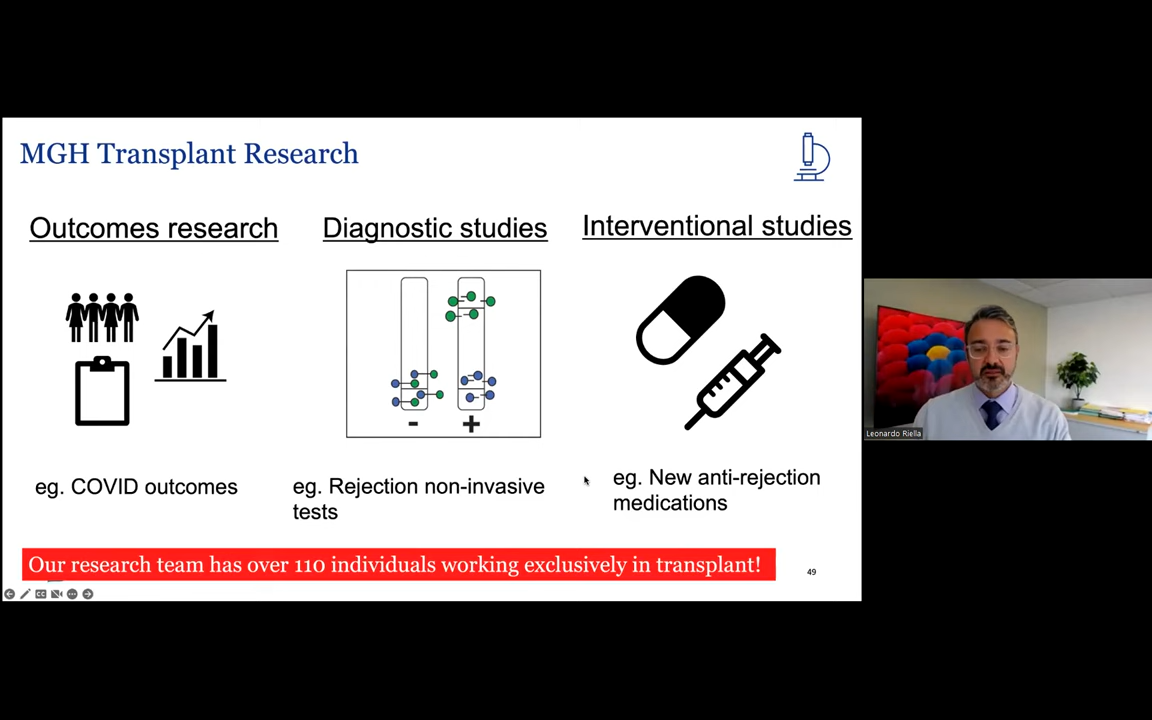 MGH Transplant Research
Outcomes research
Diagnostic studies
Interventional studies
-
+
eg. COVID outcomes
eg. Rejection non-invasive
tests
eg. New anti-rejection
medications
Our research team has over 110 individuals working exclusively in transplant!
49
CC
Leonardo Riella